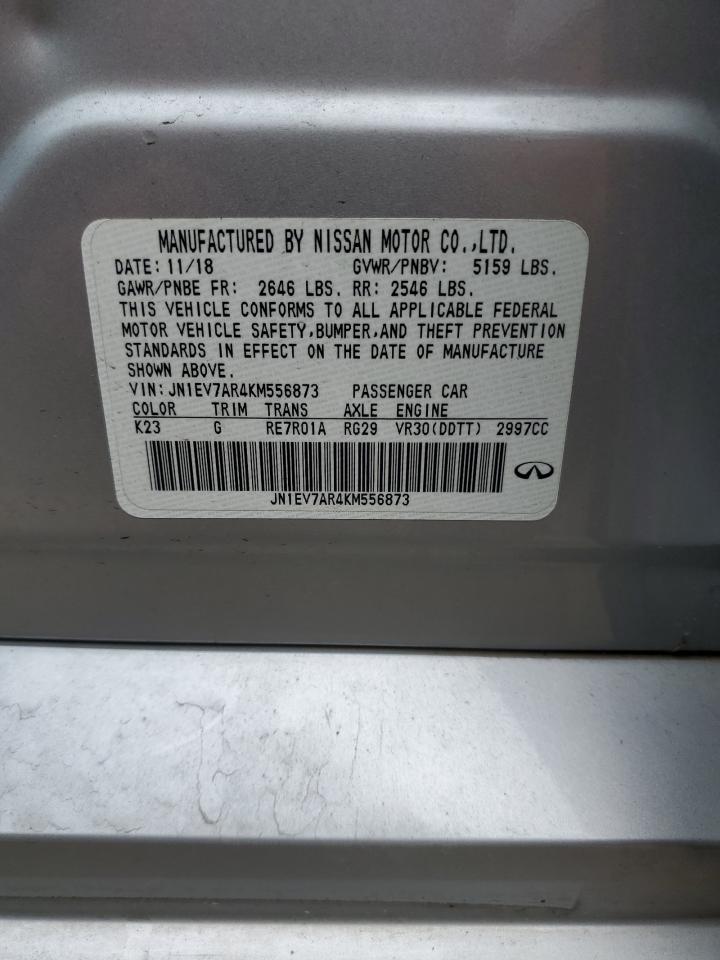 MANUFACTURED BY NISSAN MOTOR CO.,LTD.
DATE: 11/18 GVWR/PNBV: 5159 LBS.
GAWR/PNBE FR: 2646 LBS. RR: 2546 LBS.
THIS VEHICLE CONFORMS TO ALL APPLICABLE FEDERAL
MOTOR VEHICLE SAFETY,BUMPER,AND THEFT PREVENTION
STANDARDS IN EFFECT ON THE DATE OF MANUFACTURE
SHOWN ABOVE.
VIN:JN1EV7AR4KM556873 PASSENGER CAR
COLOR TRIM TRANS AXLE ENGINE
K23 G RE7R01A RG29 VR30(DDTT) 2997CC
JN1EV7AR4KM556873